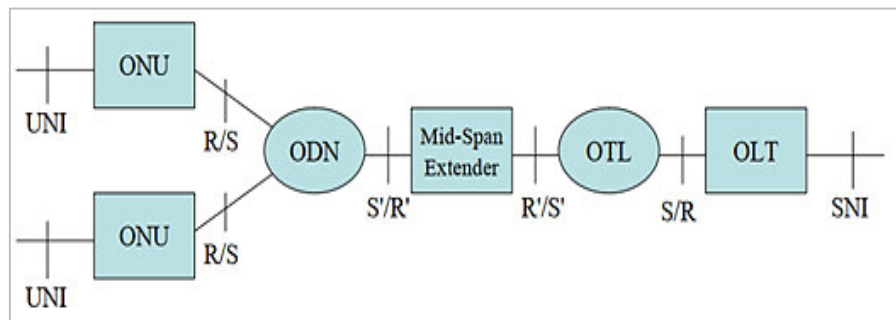 ONU
UNI
R/S
ODN
Mid-Span
Extender
OTL
OLT
S'/R'
R'/S'
S/R
SNI
ONU
R/S
UNI